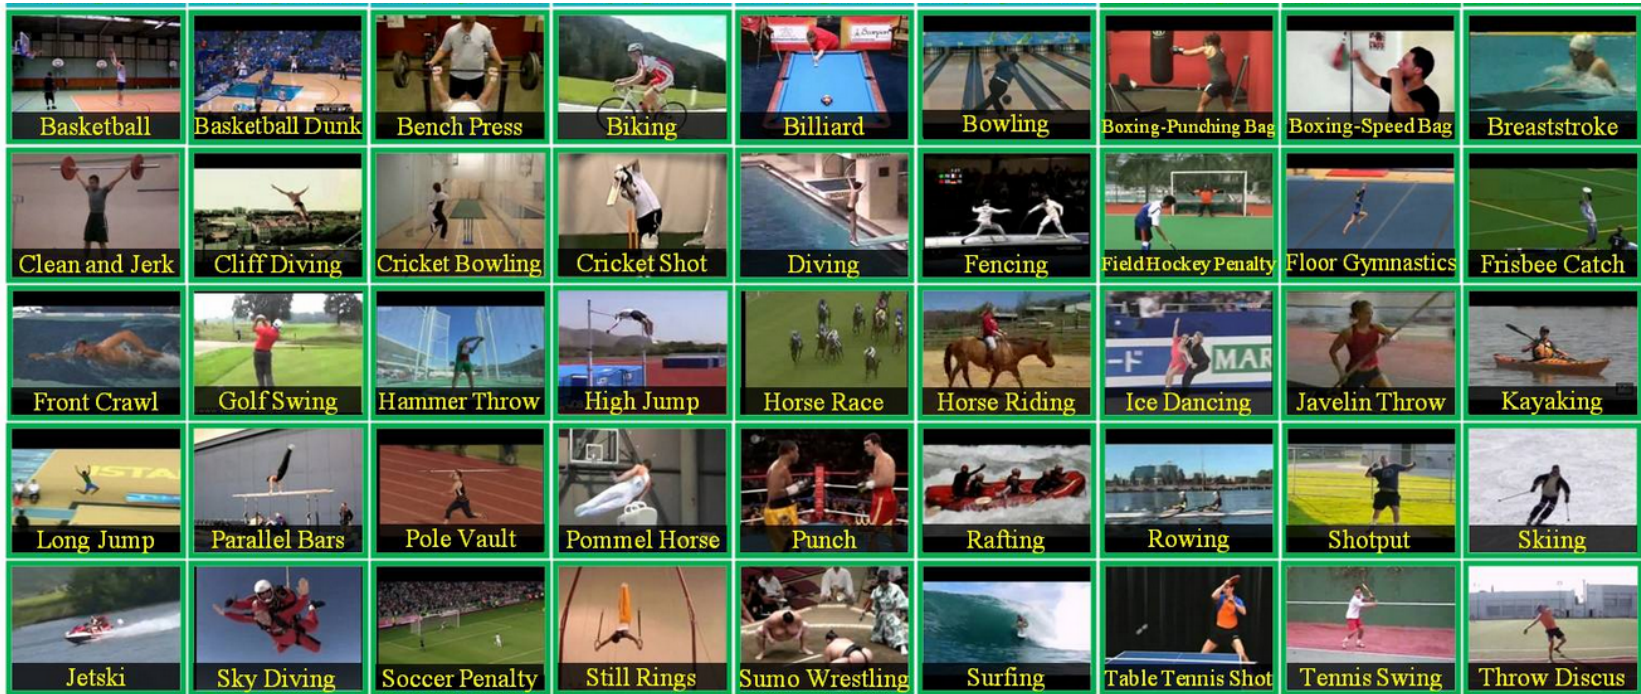 Basketball
Basketball Dunk
Bench Press
Biking
Billiard
Bowling
Boxing-Punching Bag
Boxing-Speed Bag
Breaststroke
Clean and Jerk
Cliff Diving
Cricket Bowling
Cricket Shot
Diving
Fencing
Field Hockey Penalty
Floor Gymnastics
Frisbee Catch
Front Crawl
Golf Swing
Hammer Throw
High Jump
Horse Race
Horse Riding
ード
MAR
Ice Dancing
Javelin Throw
Kayaking
Long Jump
Parallel Bars
Pole Vault
Pommel Horse
Punch
Rafting
Rowing
Shotput
Skiing
Jetski
Sky Diving
Soccer Penalty
Still Rings
Sumo Wrestling
Surfing
Table Tennis Shot
Tennis Swing
Throw Discus